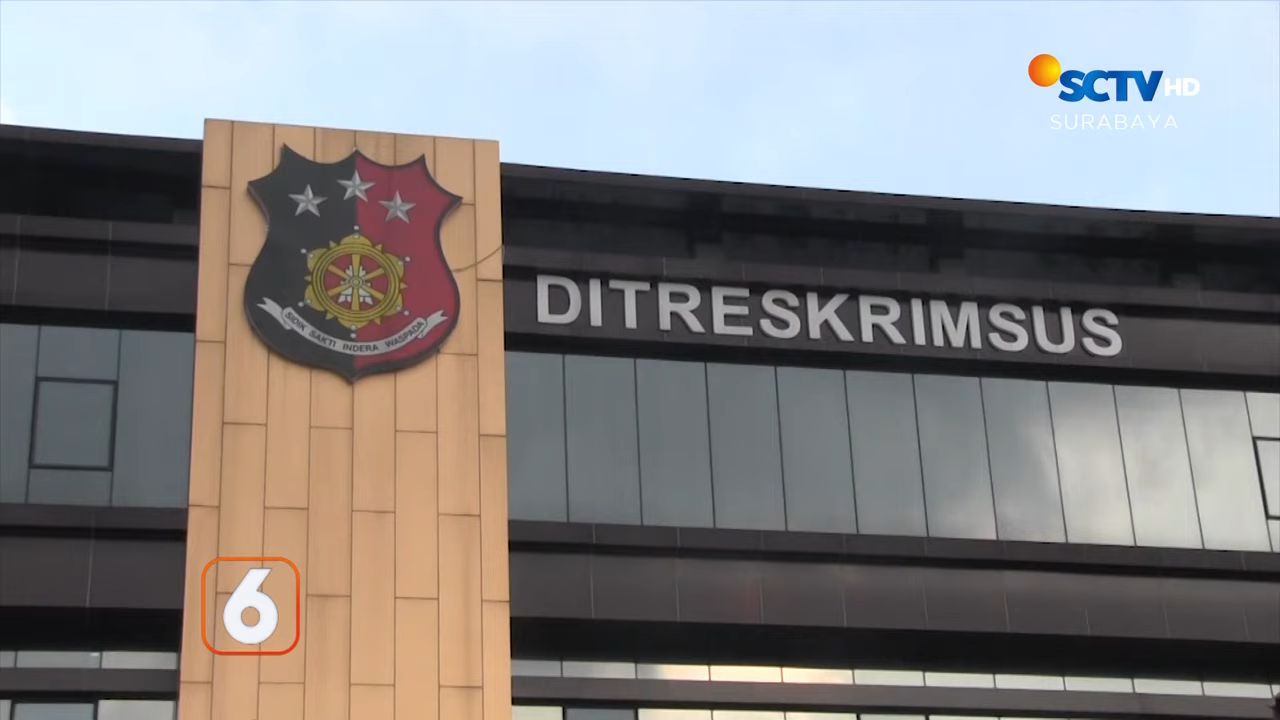 SCTV HD
SURABAYA
DITRESKRIMSUS
SIDIK SAKTI INDERA WASPADA
6